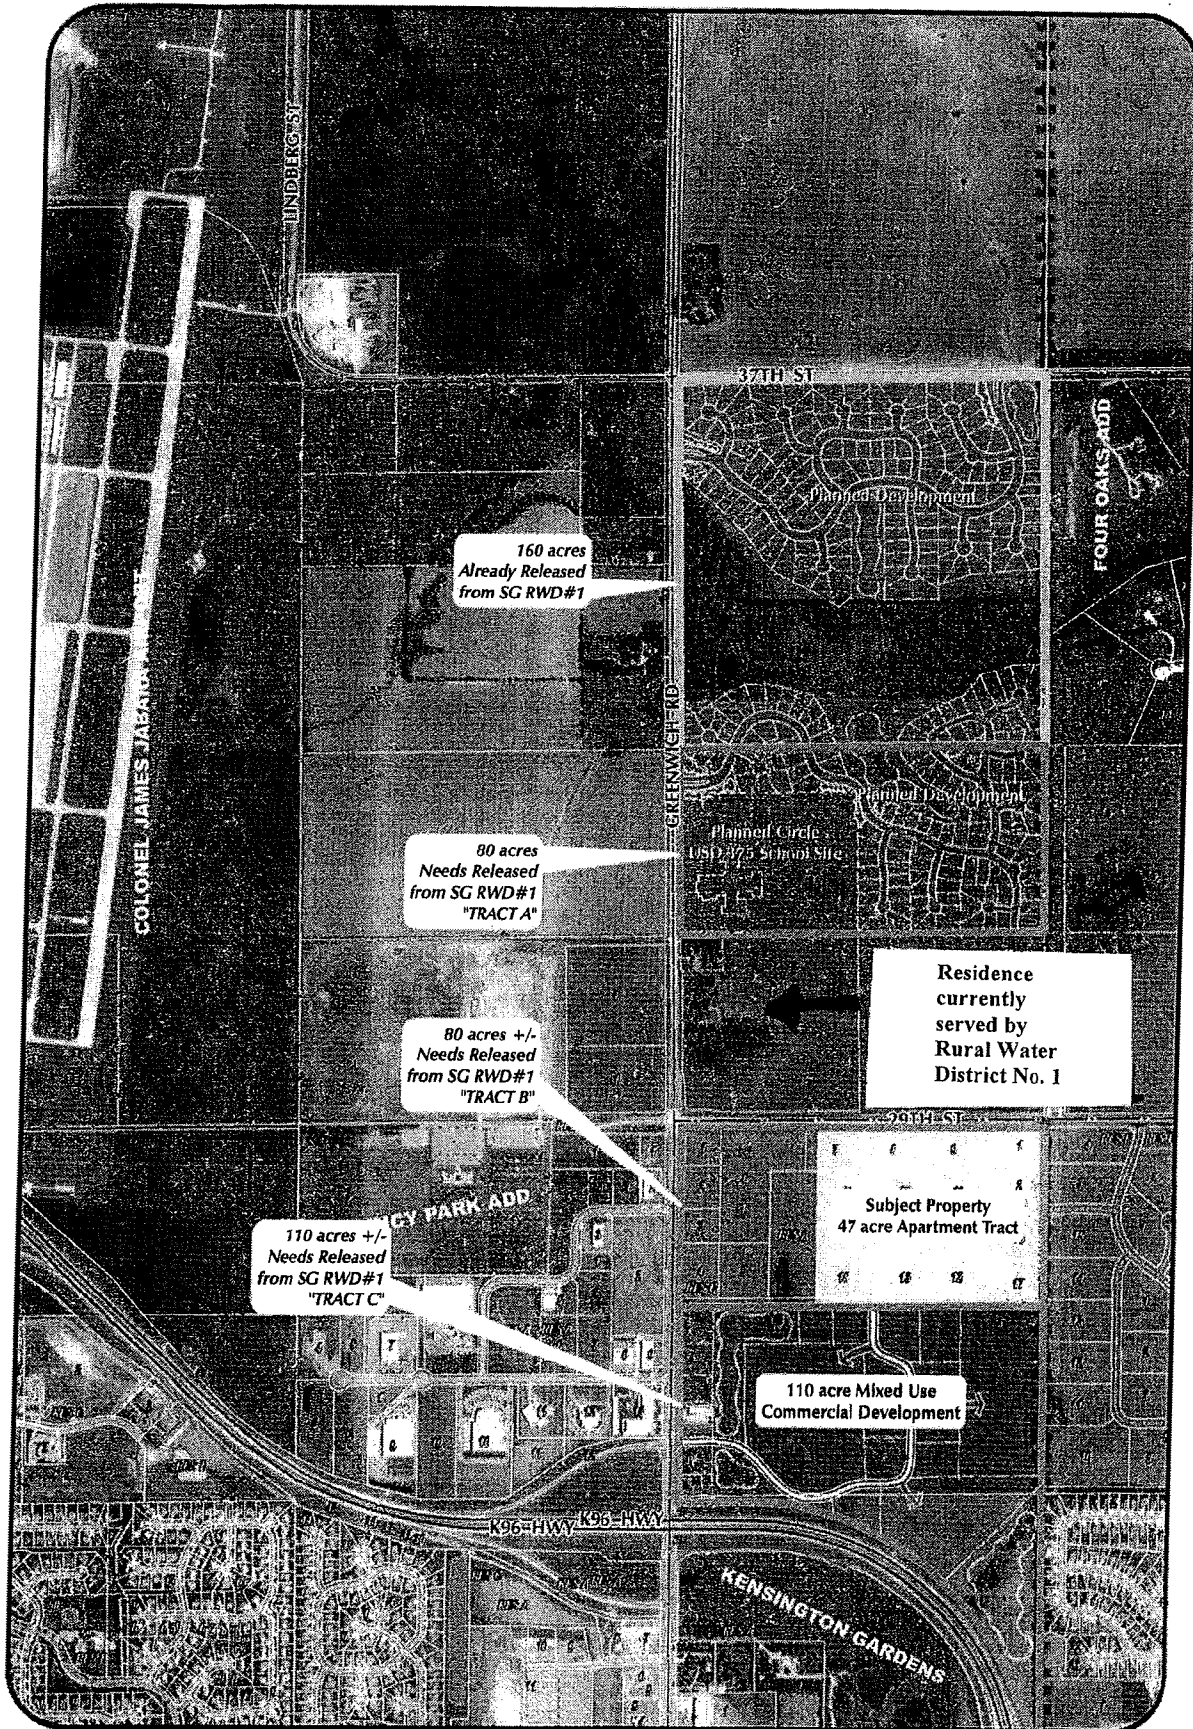 LINDBERG ST
37TH ST
FOUR OAKS ADD
Planned Development
160 acres
Already Released
from SG RWD#1
COLONEL JAMES JABARA
GREENWICH RD
Planned Development
Planned Circle
USD 375 School Site
80 acres
Needs Released
from SG RWD#1
"TRACT A"
Residence
currently
served by
Rural Water
District No. 1
80 acres +/-
Needs Released
from SG RWD#1
"TRACT B"
29TH ST
Subject Property
47 acre Apartment Tract
GY PARK ADD
110 acres +/-
Needs Released
from SG RWD#1
"TRACT C"
110 acre Mixed Use
Commercial Development
K96-HWY K96-HWY
KENSINGTON GARDENS